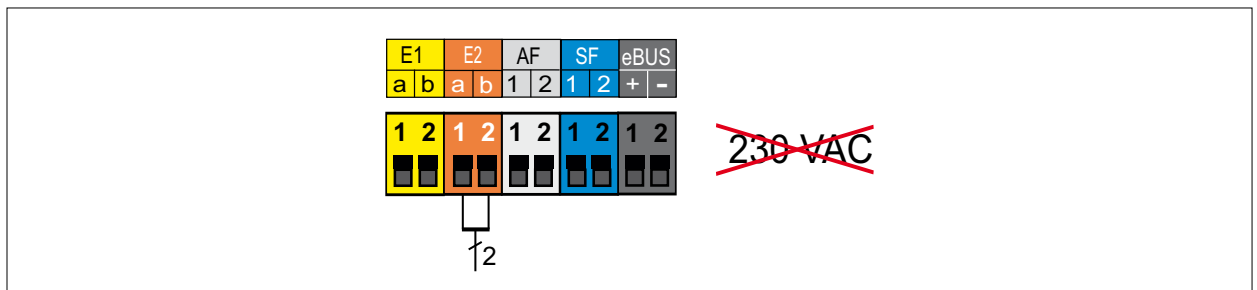 E1 E2 AF SF eBUS
a b a b 1 2 1 2 + -
1 2 1 2 1 2 1 2 1 2
230 VAC
2